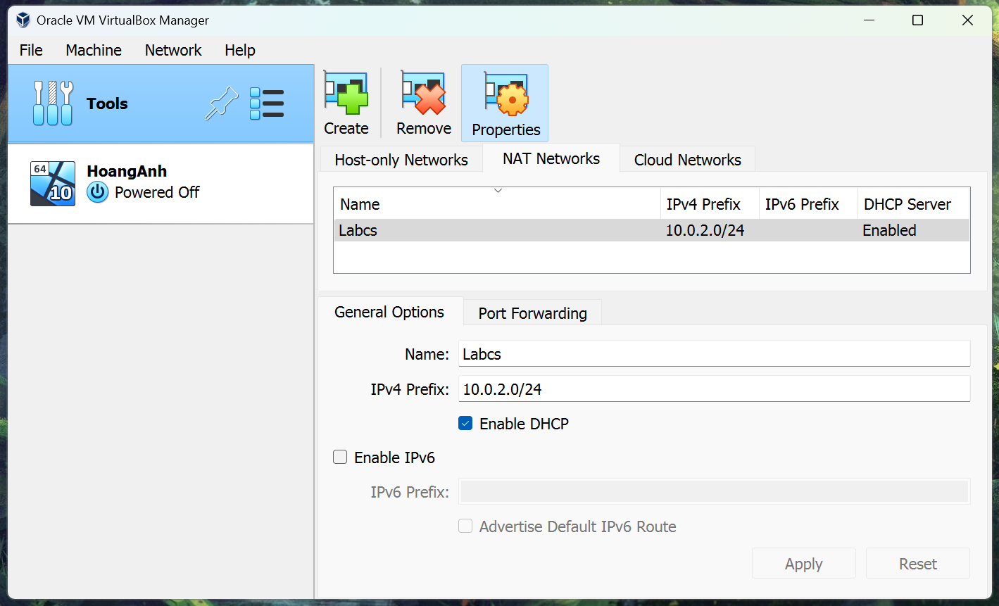 Oracle VM VirtualBox Manager
File Machine Network Help
Tools
64
10
HoangAnh
Powered Off
Create Remove Properties
Host-only Networks NAT Networks Cloud Networks
Name IPv4 Prefix IPv6 Prefix DHCP Server
Labcs 10.0.2.0/24 Enabled
General Options Port Forwarding
Name: Labcs
IPv4 Prefix: 10.0.2.0/24
Enable DHCP
Enable IPv6
IPv6 Prefix:
Advertise Default IPv6 Route
Apply Reset